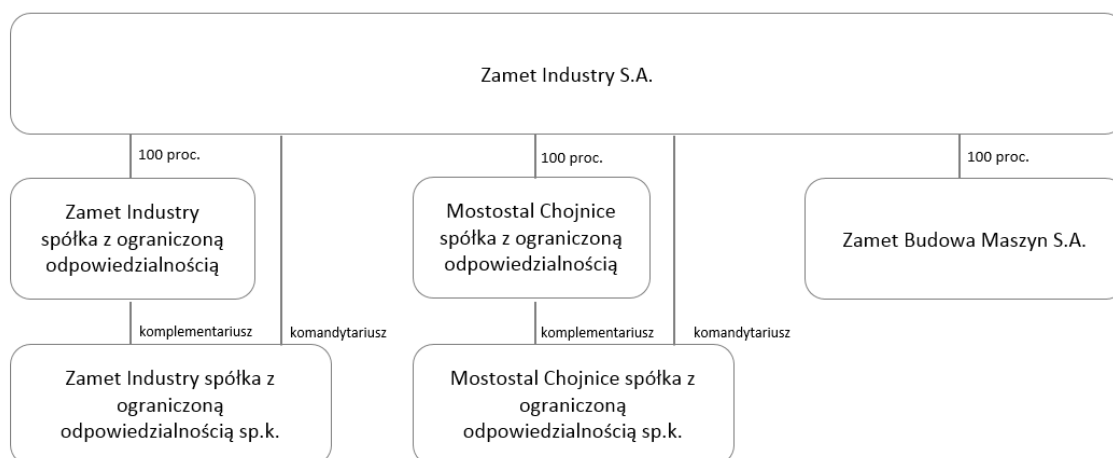 Zamet Industry S.A.
100 proc.
100 proc.
100 proc.
Zamet Industry
spółka z ograniczoną
odpowiedzialnością
Mostostal Chojnice
spółka z ograniczoną
odpowiedzialnością
Zamet Budowa Maszyn S.A.
komplementariusz
komandytariusz
komplementariusz
komandytariusz
Zamet Industry spółka z
ograniczoną
odpowiedzialnością sp.k.
Mostostal Chojnice spółka z
ograniczoną
odpowiedzialnością sp.k.